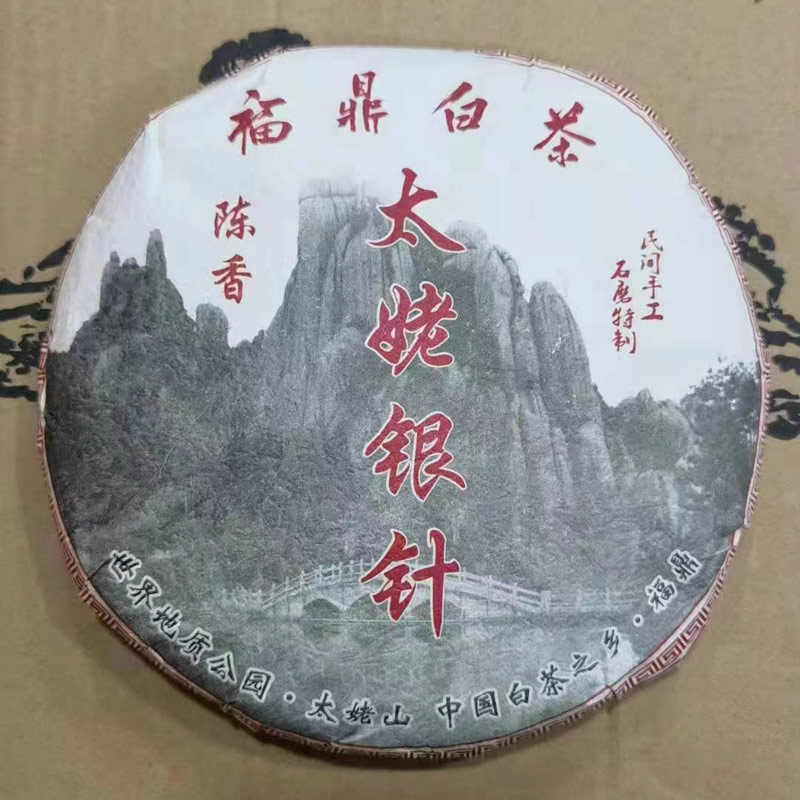 福鼎白茶
陈香
太姥银针
民间手工
石磨特制
世界地质公园·太姥山 中国白茶之乡·福鼎